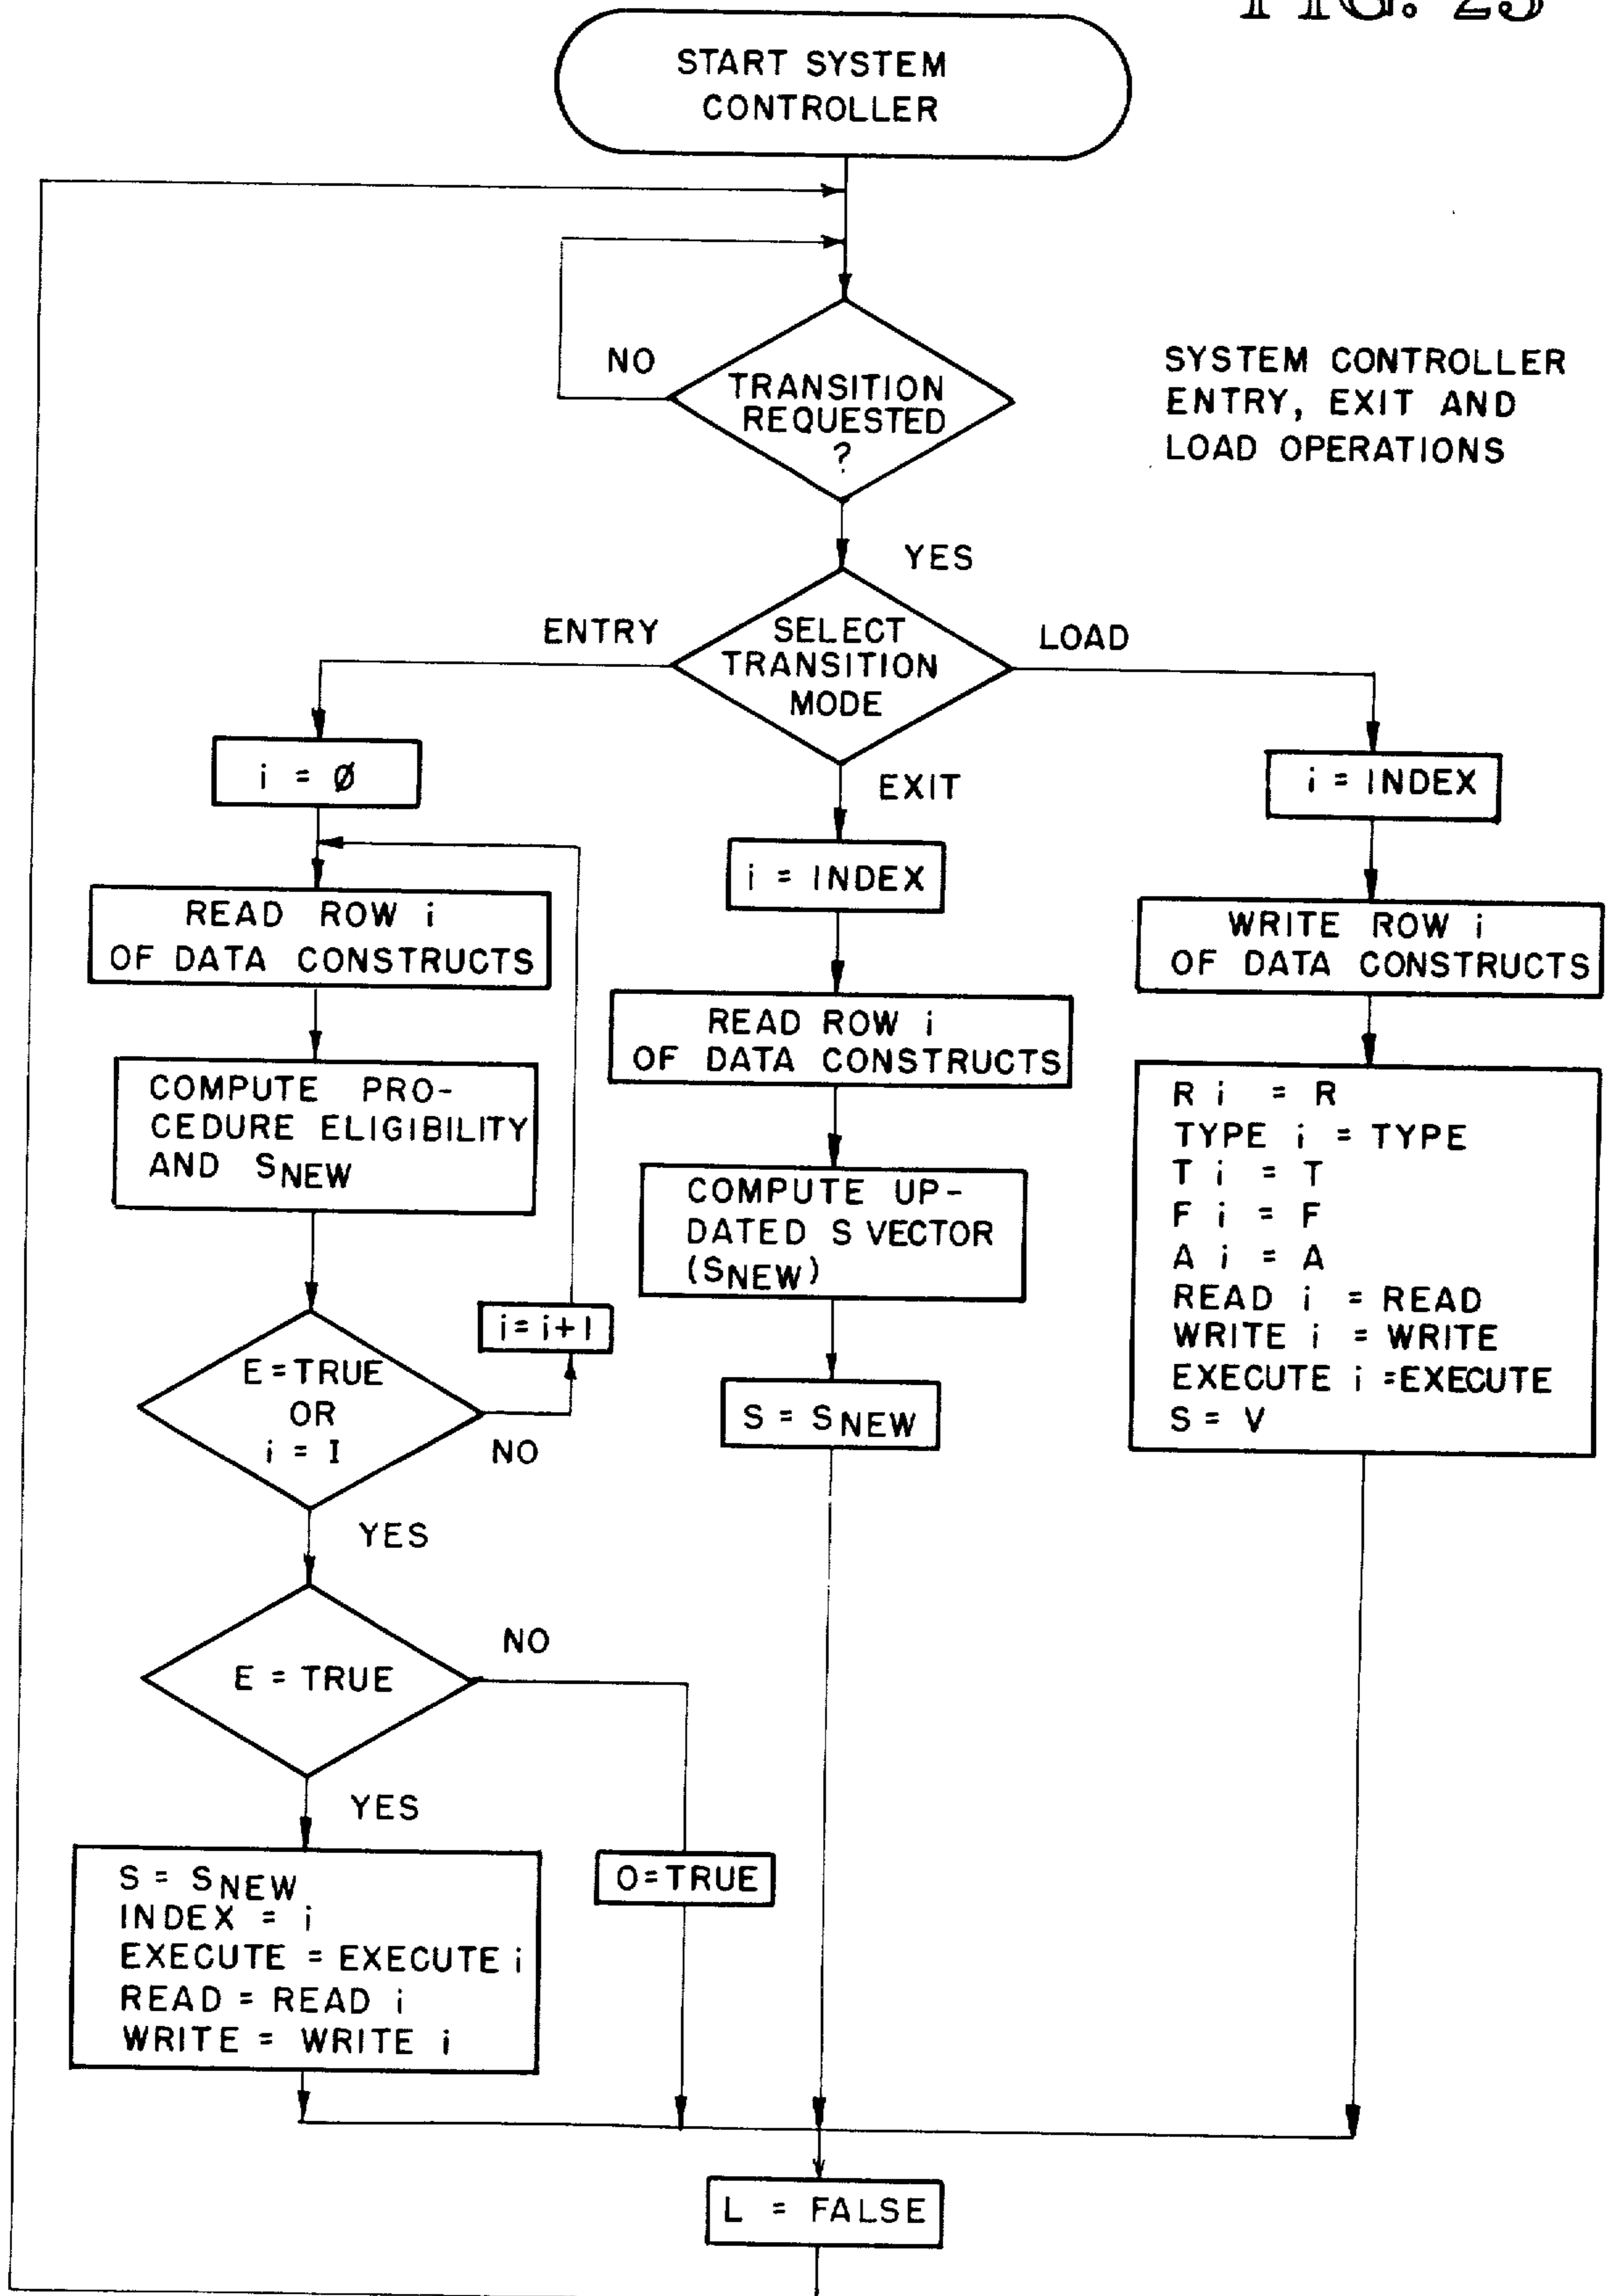 FIG. 23
START SYSTEM
CONTROLLER
NO
TRANSITION
REQUESTED
?
SYSTEM CONTROLLER
ENTRY, EXIT AND
LOAD OPERATIONS
YES
ENTRY
SELECT
TRANSITION
MODE
LOAD
i = Ø
EXIT
i = INDEX
i = INDEX
READ ROW i
OF DATA CONSTRUCTS
WRITE ROW i
OF DATA CONSTRUCTS
READ ROW i
OF DATA CONSTRUCTS
COMPUTE PRO-
CEDURE ELIGIBILITY
AND SNEW
R i = R
TYPE i = TYPE
T i = T
F i = F
A i = A
READ i = READ
WRITE i = WRITE
EXECUTE i =EXECUTE
S = V
COMPUTE UP-
DATED S VECTOR
(SNEW)
i=i+1
E=TRUE
OR
i = I
NO
S = SNEW
YES
E = TRUE
NO
YES
S = SNEW
INDEX = i
EXECUTE = EXECUTE i
READ = READ i
WRITE = WRITE i
O=TRUE
L = FALSE